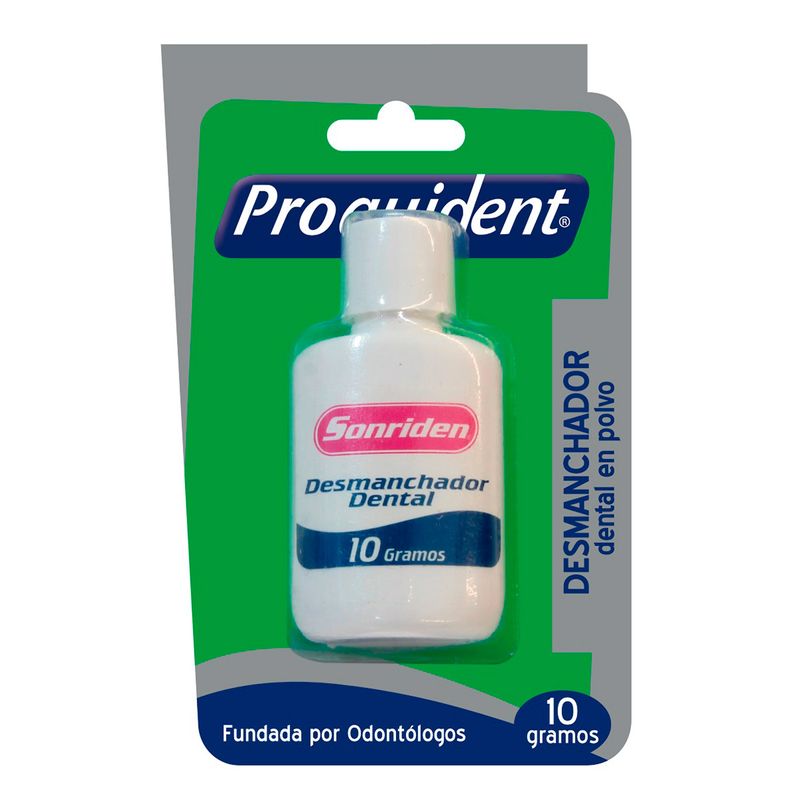 Proquident®
Sonriden
Desmanchador
Dental
10 Gramos
DESMANCHADOR
dental en polvo
Fundada por Odontólogos
10
gramos